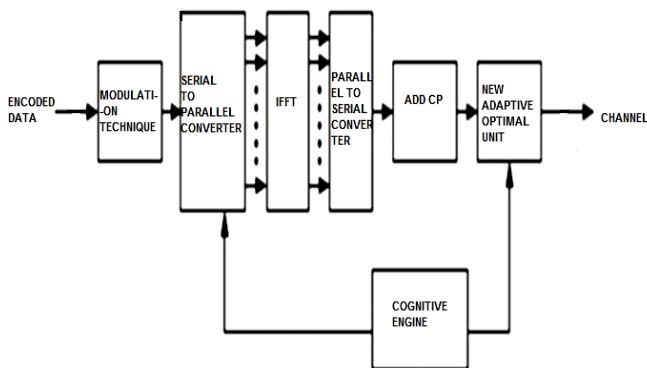 ENCODED
DATA
MODULATI-
-ON
TECHNIQUE
SERIAL
TO
PARALLEL
CONVERTER
IFFT
PARALL
EL TO
SERIAL
CONVER
TER
ADD CP
NEW
ADAPTIVE
OPTIMAL
UNIT
CHANNEL
COGNITIVE
ENGINE